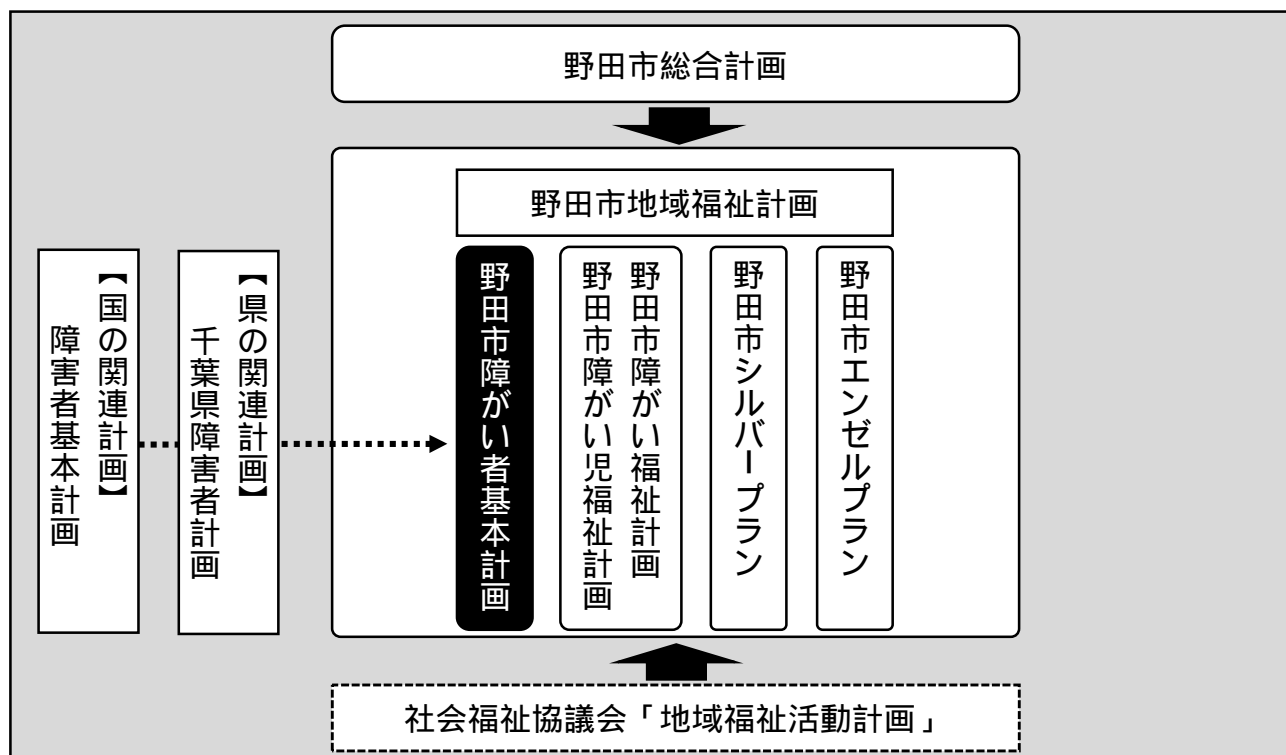 野田市総合計画
野田市地域福祉計画
【国の関連計画】
障害者基本計画
【県の関連計画】
千葉県障害者計画
野田市障がい者基本計画
野田市障がい福祉計画
野田市障がい児福祉計画
野田市シルバープラン
野田市エンゼルプラン
社会福祉協議会「地域福祉活動計画」